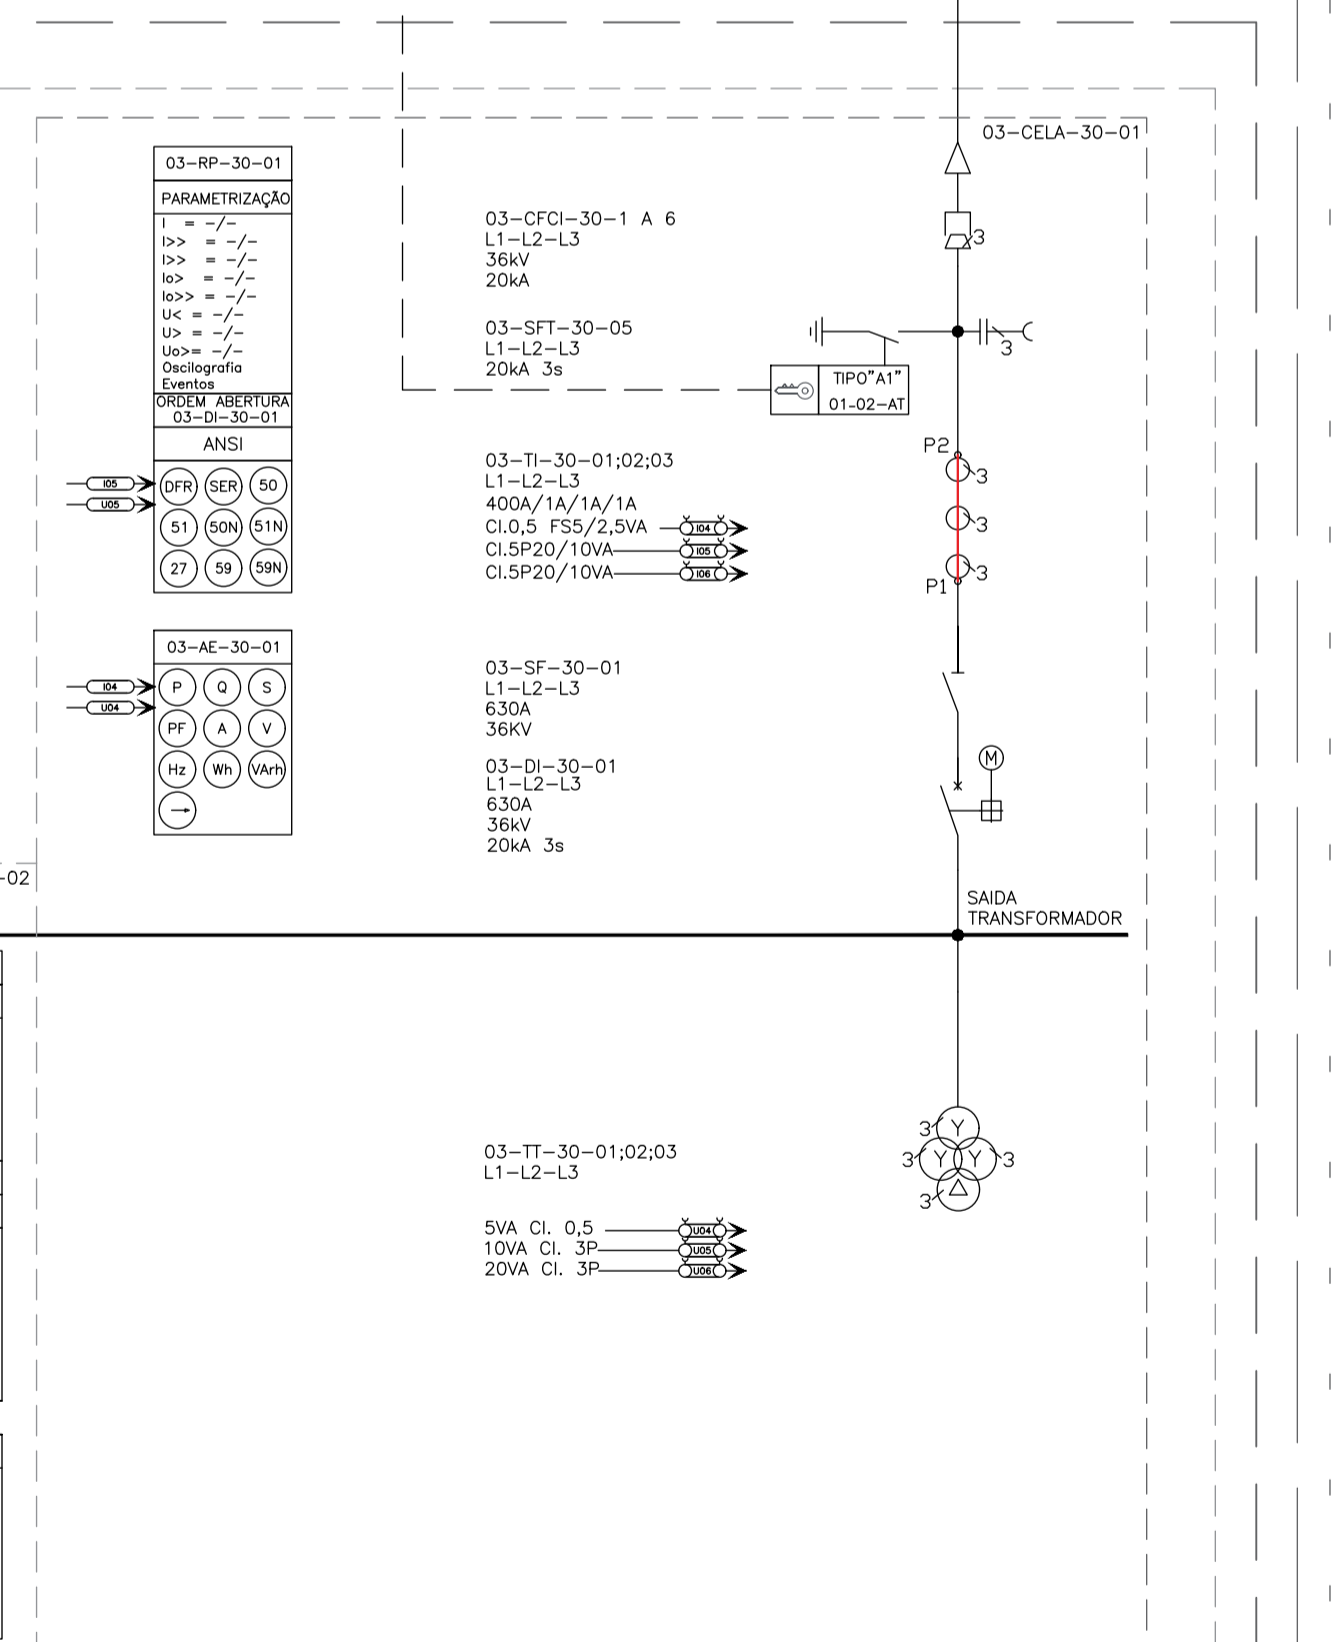 03-CELA-30-01
03-RP-30-01
PARAMETRIZAÇÃO
I = -/-
I>> = -/-
I>> = -/-
Io> = -/-
Io>> = -/-
U< = -/-
U> = -/-
Uo>= -/-
Oscilografia
Eventos
ORDEM ABERTURA
03-DI-30-01
ANSI
I05
U05
DFR SER 50
51 50N 51N
27 59 59N
03-AE-30-01
I04
U04
P Q S
PF A V
Hz Wh VArh
-02
03-CFCI-30-1 A 6
L1-L2-L3
36kV
20kA
3
03-SFT-30-05
L1-L2-L3
20kA 3s
3
TIPO"A1"
01-02-AT
03-TI-30-01;02;03
L1-L2-L3
400A/1A/1A/1A
Cl.0,5 FS5/2,5VA I04
Cl.5P20/10VA I05
Cl.5P20/10VA I06
P2
3
3
3
P1
03-SF-30-01
L1-L2-L3
630A
36KV
03-DI-30-01
L1-L2-L3
630A
36kV
20kA 3s
M
SAIDA
TRANSFORMADOR
03-TT-30-01;02;03
L1-L2-L3
5VA Cl. 0,5 U04
10VA Cl. 3P U05
20VA Cl. 3P U06
3 Y
3 Y Y 3
3